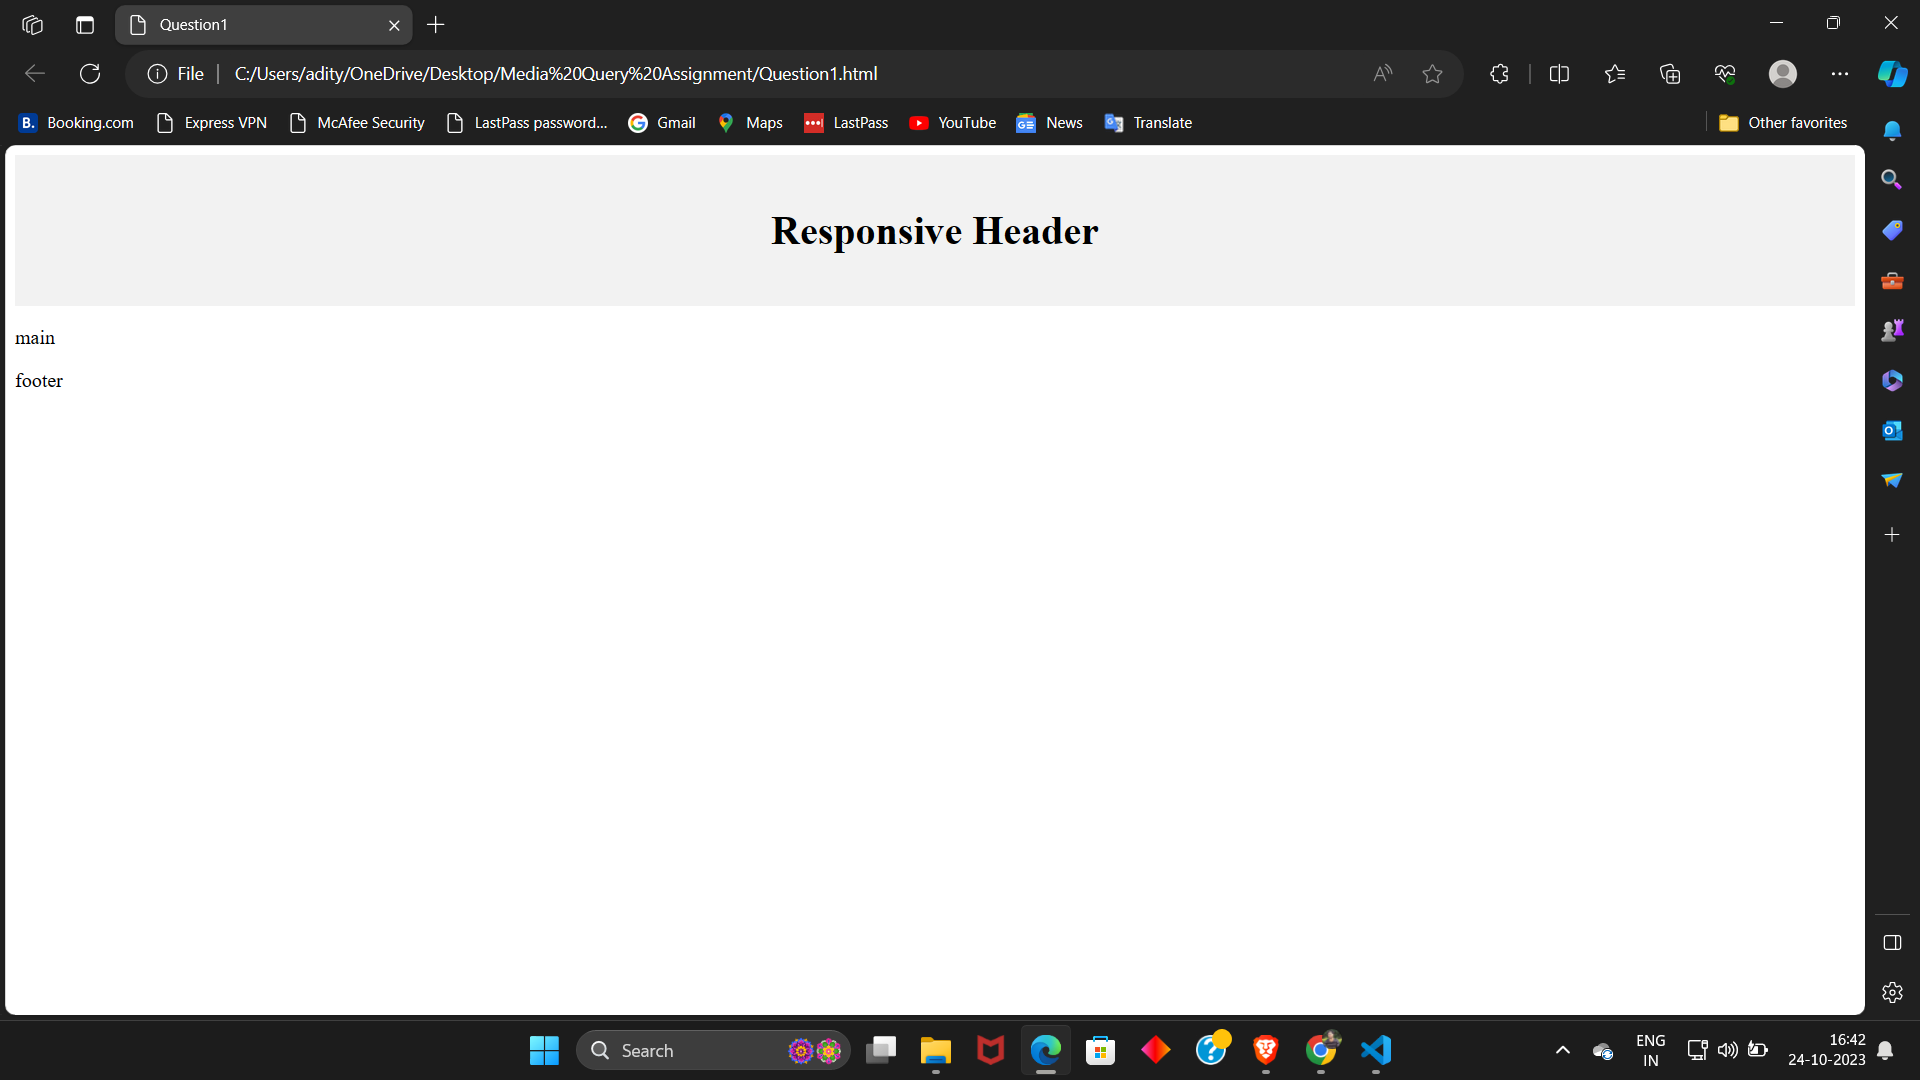 Question1
File
C:/Users/adity/OneDrive/Desktop/Media%20Query%20Assignment/Question1.html
B. Booking.com Express VPN McAfee Security LastPass password... Gmail Maps LastPass YouTube News Translate Other favorites
Responsive Header
main
footer
Search
ENG
IN
16:42
24-10-2023